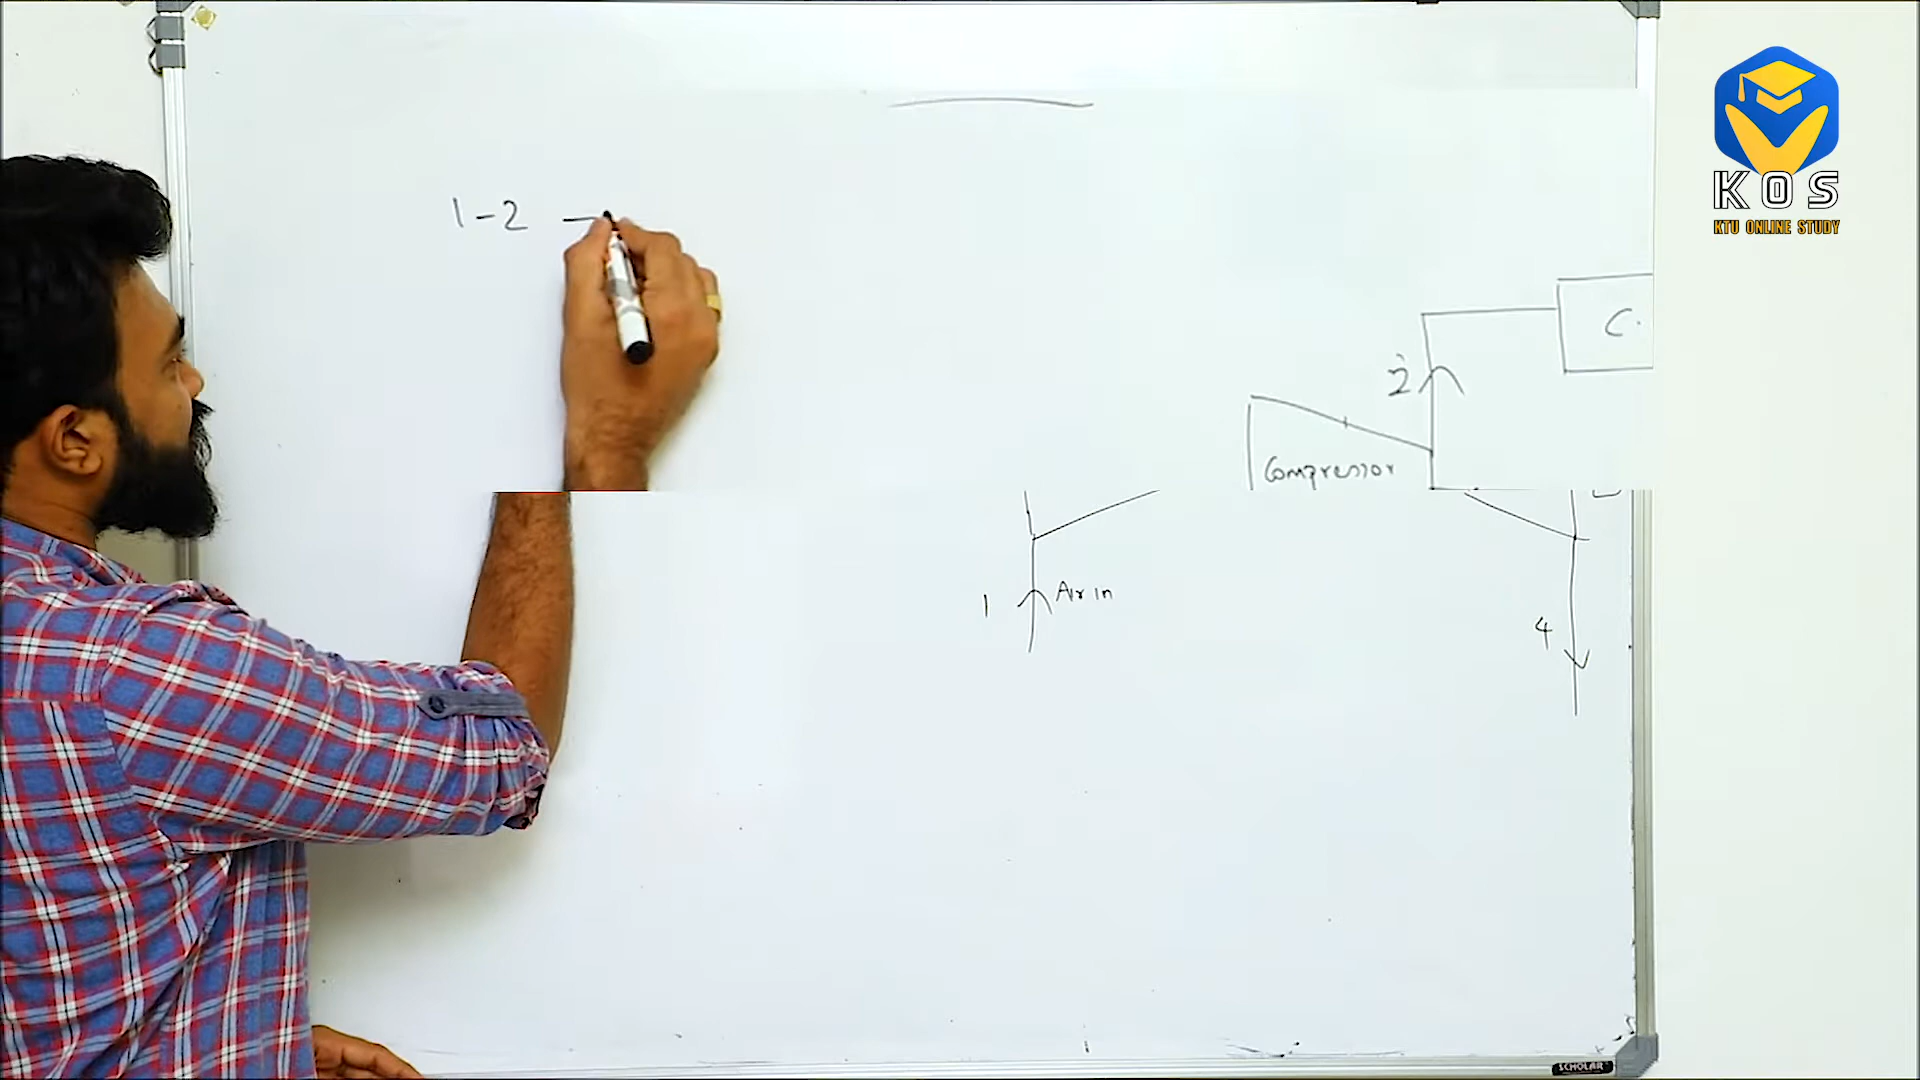 KOS
KTU ONLINE STUDY
1-2 →
C.
2
Compressor
1
Air in
4
SCHOLAR